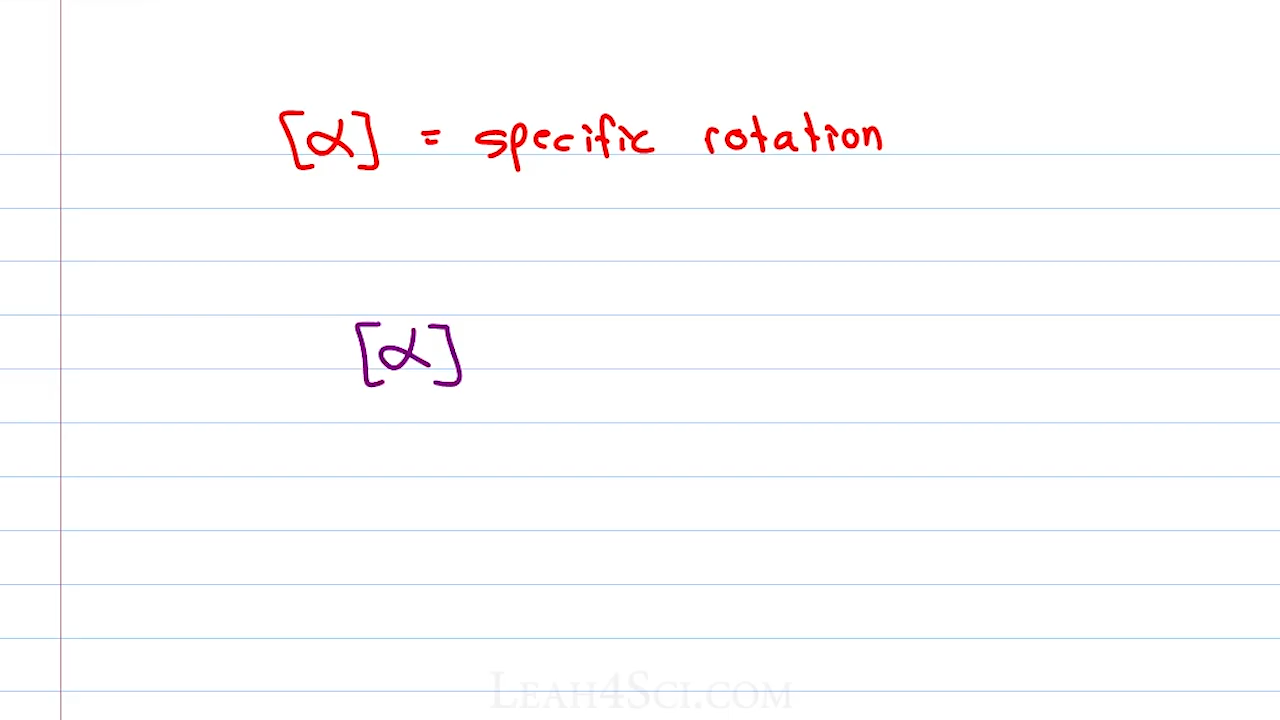 [α] = specific rotation
[α]
LEAH4SCI.COM